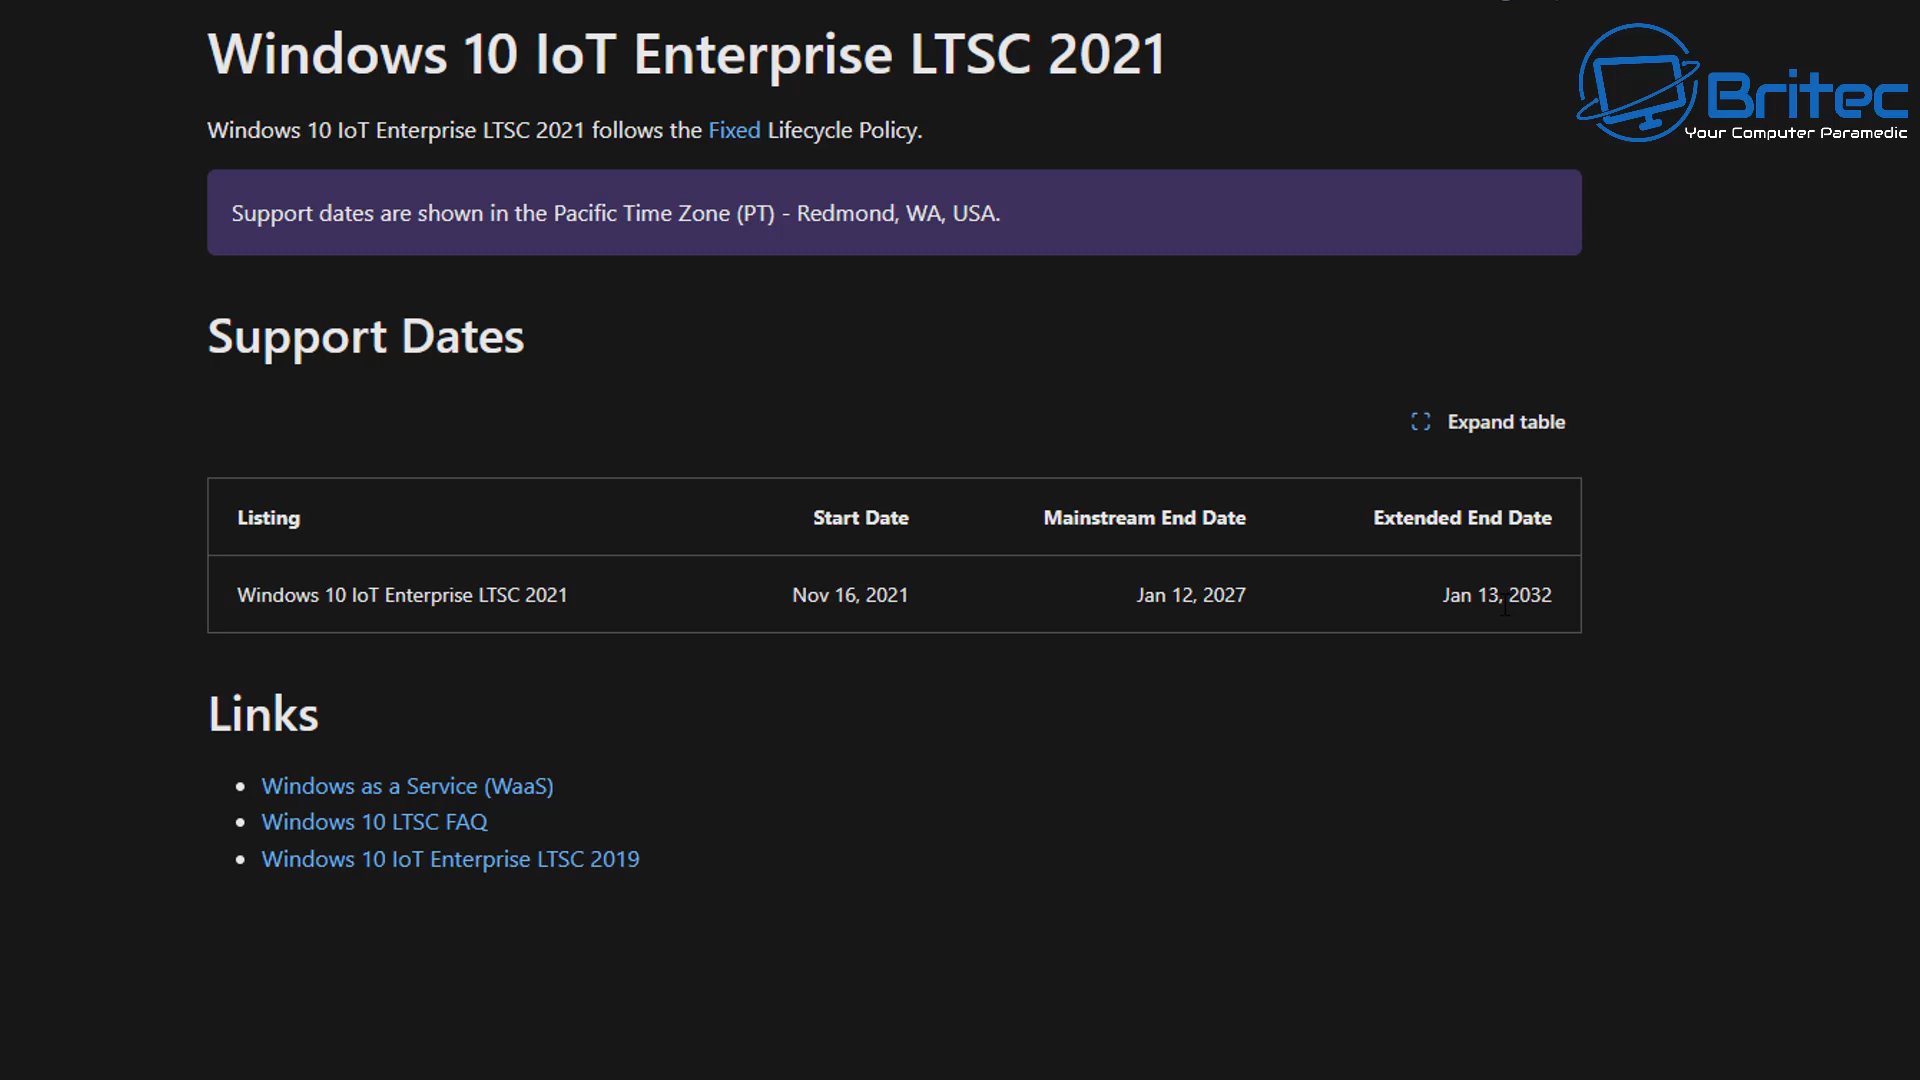 Windows 10 IoT Enterprise LTSC 2021
Britec
Your Computer Paramedic
Windows 10 IoT Enterprise LTSC 2021 follows the Fixed Lifecycle Policy.
Support dates are shown in the Pacific Time Zone (PT) - Redmond, WA, USA.
Support Dates
Expand table
Listing Start Date Mainstream End Date Extended End Date
Windows 10 IoT Enterprise LTSC 2021 Nov 16, 2021 Jan 12, 2027 Jan 13, 2032
Links
Windows as a Service (WaaS)
Windows 10 LTSC FAQ
Windows 10 IoT Enterprise LTSC 2019